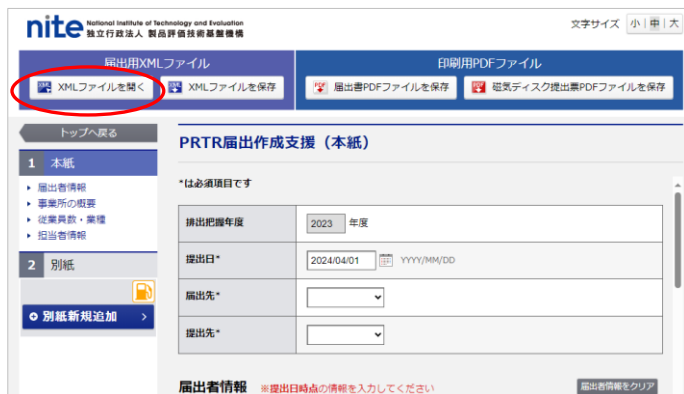 nite National Institute of Technology and Evaluation
独立行政法人 製品評価技術基盤機構
文字サイズ 小 中 大
届出用XMLファイル
XMLファイルを開く XMLファイルを保存
印刷用PDFファイル
届出書PDFファイルを保存 磁気ディスク提出票PDFファイルを保存
トップへ戻る
1 本紙
届出者情報
事業所の概要
従業員数・業種
担当者情報
2 別紙
別紙新規追加
PRTR届出作成支援（本紙）
*は必須項目です
排出把握年度 2023 年度
提出日* 2024/04/01 YYYY/MM/DD
届出先*
提出先*
届出者情報 ※提出日時点の情報を入力してください 届出者情報をクリア